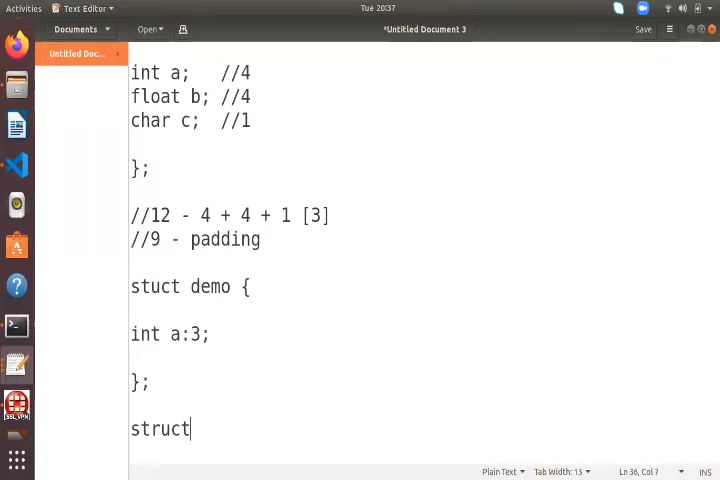 Activities Text Editor Tue 20:37
Documents Open *Untitled Document 3 Save
Untitled Doc...
int a; //4
float b; //4
char c; //1
};
//12 - 4 + 4 + 1 [3]
//9 - padding
stuct demo {
int a:3;
};
struct
[SSL_VPN]
Plain Text Tab Width: 13 Ln 36, Col 7 INS